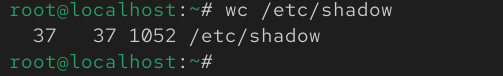 root@localhost:~# wc /etc/shadow
  37   37 1052 /etc/shadow
root@localhost:~#